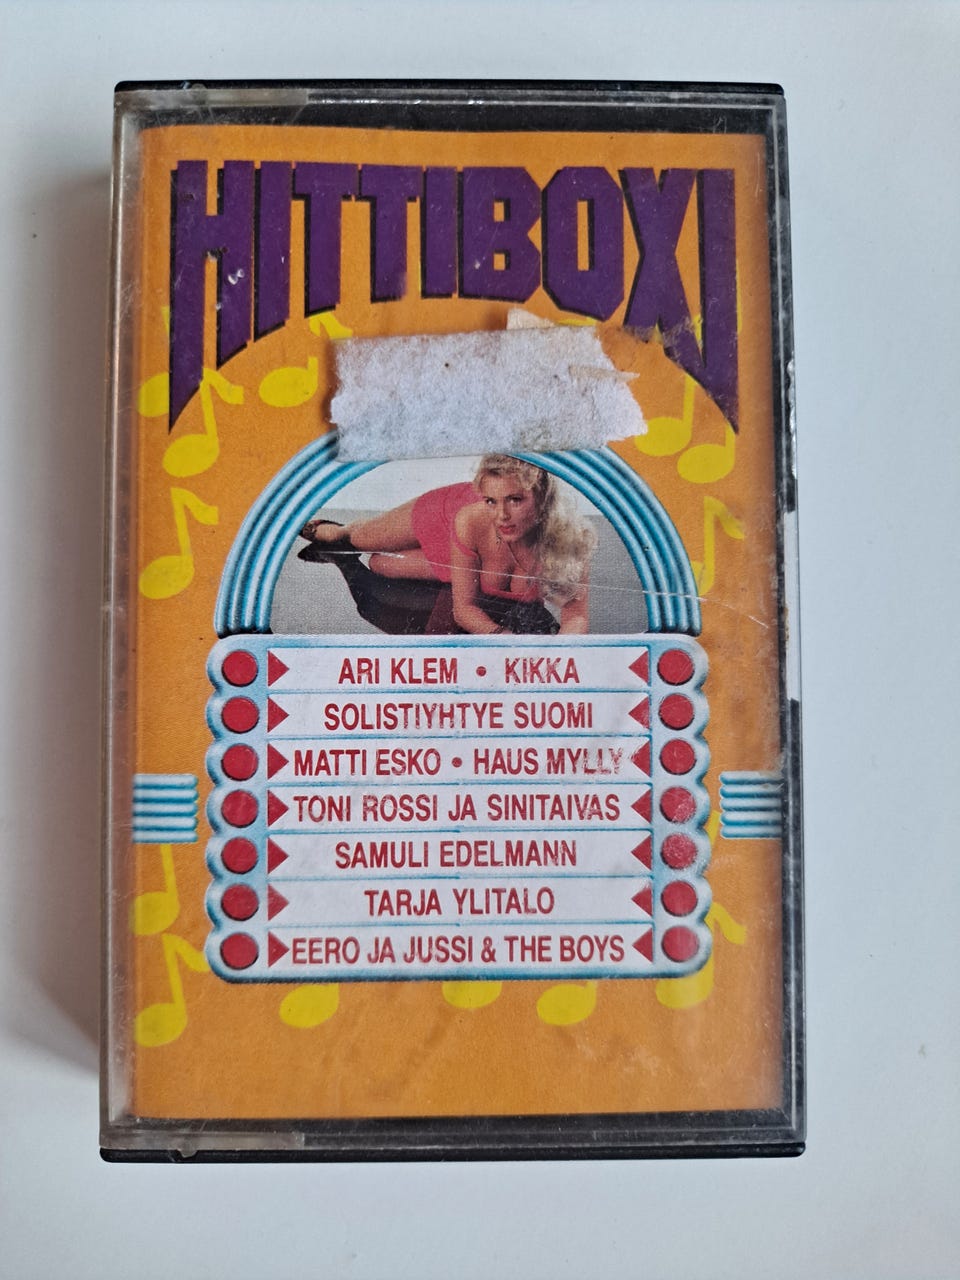 HITTIBOXI
ARI KLEM • KIKKA
SOLISTIYHTYE SUOMI
MATTI ESKO • HAUS MYLLY
TONI ROSSI JA SINITAIVAS
SAMULI EDELMANN
TARJA YLITALO
EERO JA JUSSI & THE BOYS